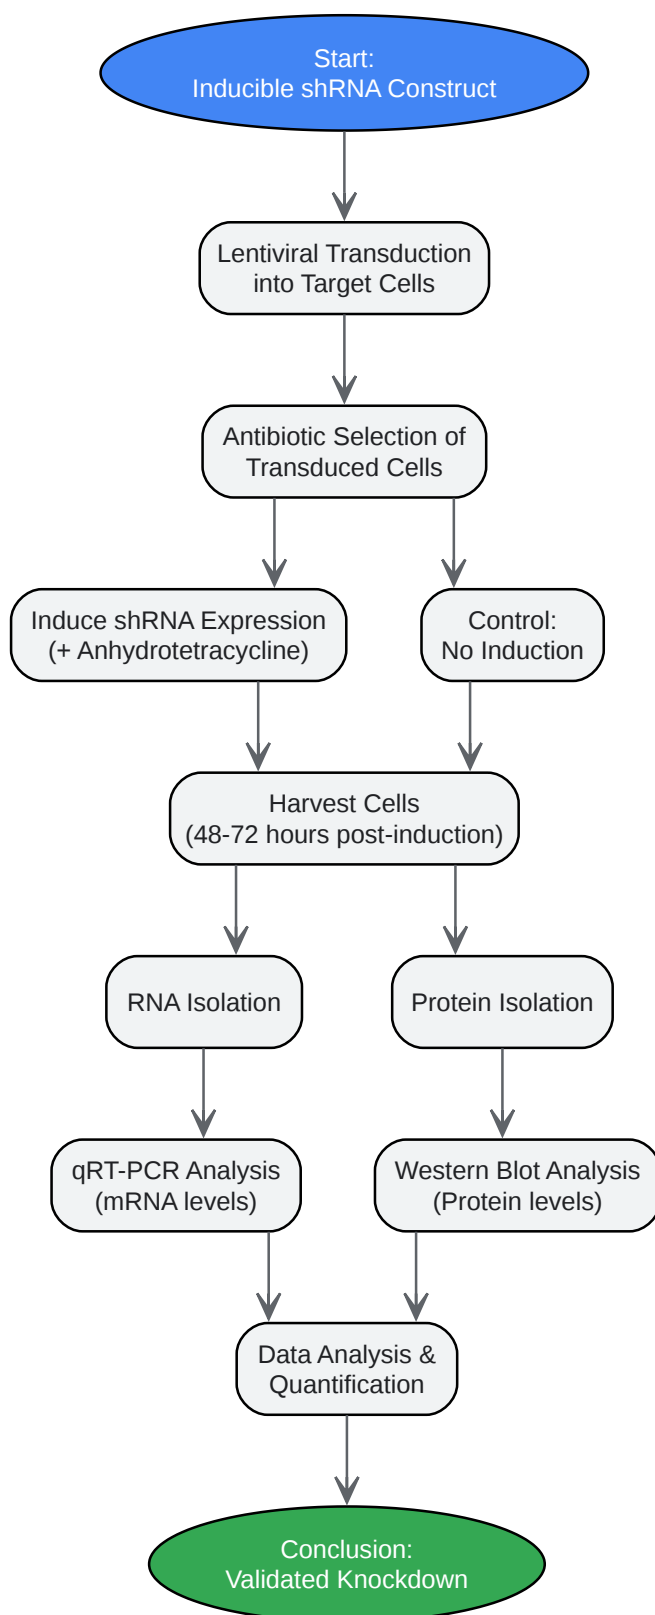 Start:
Inducible shRNA Construct
Lentiviral Transduction
into Target Cells
Antibiotic Selection of
Transduced Cells
Induce shRNA Expression
(+ Anhydrotetracycline)
Control:
No Induction
Harvest Cells
(48-72 hours post-induction)
RNA Isolation
Protein Isolation
qRT-PCR Analysis
(mRNA levels)
Western Blot Analysis
(Protein levels)
Data Analysis &
Quantification
Conclusion:
Validated Knockdown